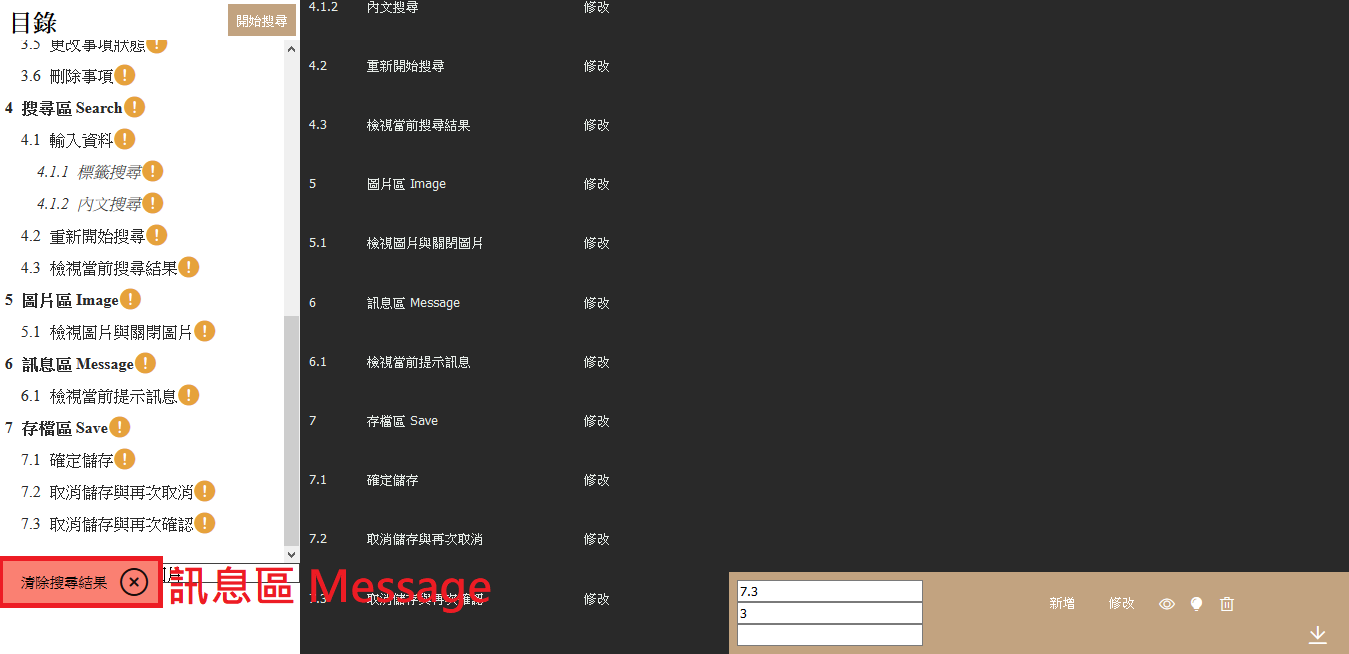 目錄
開始搜尋
3.5 更改事項狀態
3.6 刪除事項
4 搜尋區 Search
4.1 輸入資料
4.1.1 標籤搜尋
4.1.2 內文搜尋
4.2 重新開始搜尋
4.3 檢視當前搜尋結果
5 圖片區 Image
5.1 檢視圖片與關閉圖片
6 訊息區 Message
6.1 檢視當前提示訊息
7 存檔區 Save
7.1 確定儲存
7.2 取消儲存與再次取消
7.3 取消儲存與再次確認
清除搜尋結果
訊息區 Message
4.1.2 內文搜尋 修改
4.2 重新開始搜尋 修改
4.3 檢視當前搜尋結果 修改
5 圖片區 Image 修改
5.1 檢視圖片與關閉圖片 修改
6 訊息區 Message 修改
6.1 檢視當前提示訊息 修改
7 存檔區 Save 修改
7.1 確定儲存 修改
7.2 取消儲存與再次取消 修改
7.3 取消儲存與再次確認 修改
7.3
3
新增 修改